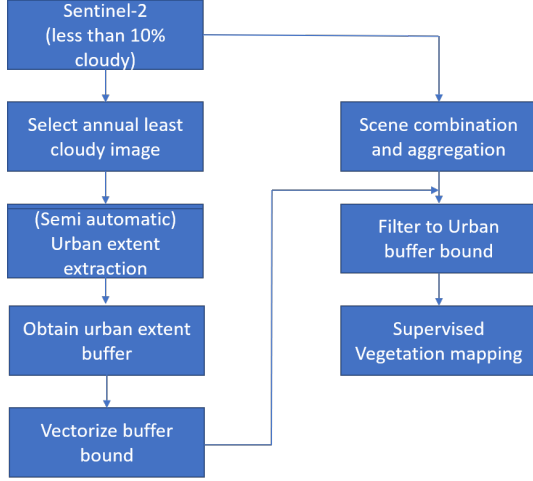 Sentinel-2
(less than 10%
cloudy)
Select annual least
cloudy image
(Semi automatic)
Urban extent
extraction
Obtain urban extent
buffer
Vectorize buffer
bound
Scene combination
and aggregation
Filter to Urban
buffer bound
Supervised
Vegetation mapping